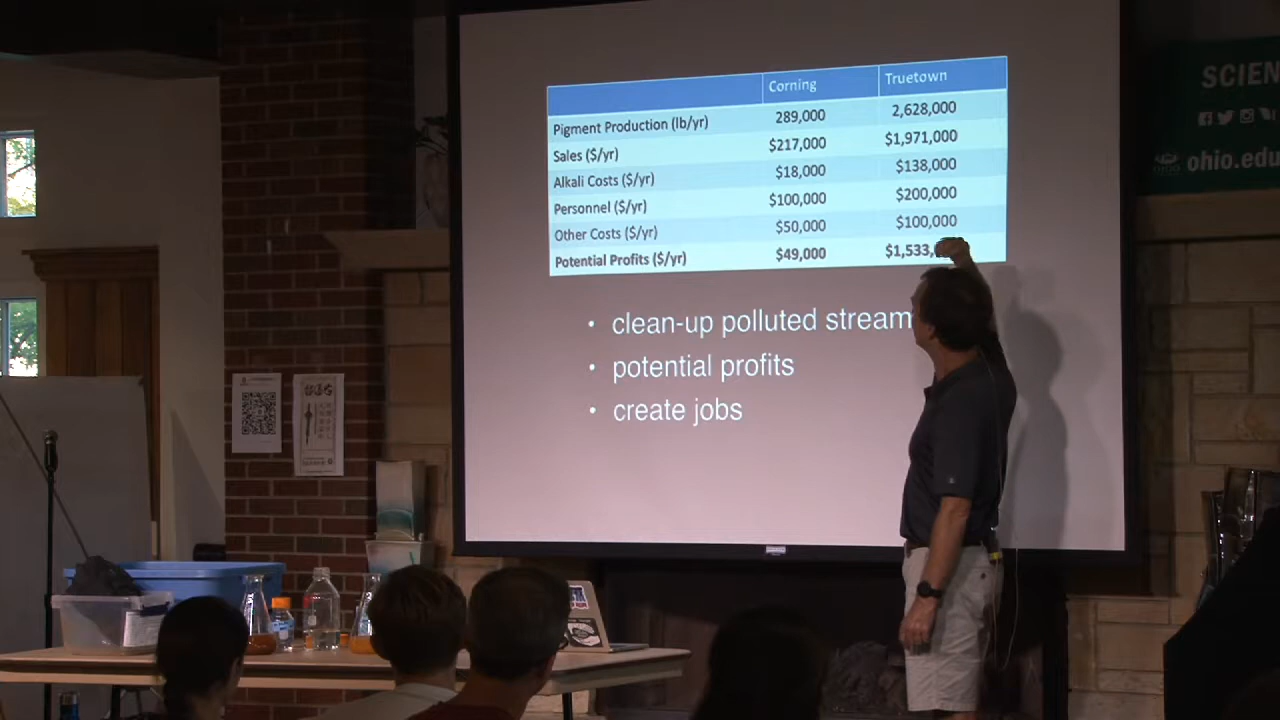 Corning Truetown
Pigment Production (lb/yr) 289,000 2,628,000
Sales ($/yr) $217,000 $1,971,000
Alkali Costs ($/yr) $18,000 $138,000
Personnel ($/yr) $100,000 $200,000
Other Costs ($/yr) $50,000 $100,000
Potential Profits ($/yr) $49,000 $1,533,
• clean-up polluted stream
• potential profits
• create jobs
SCIEN
ohio.edu